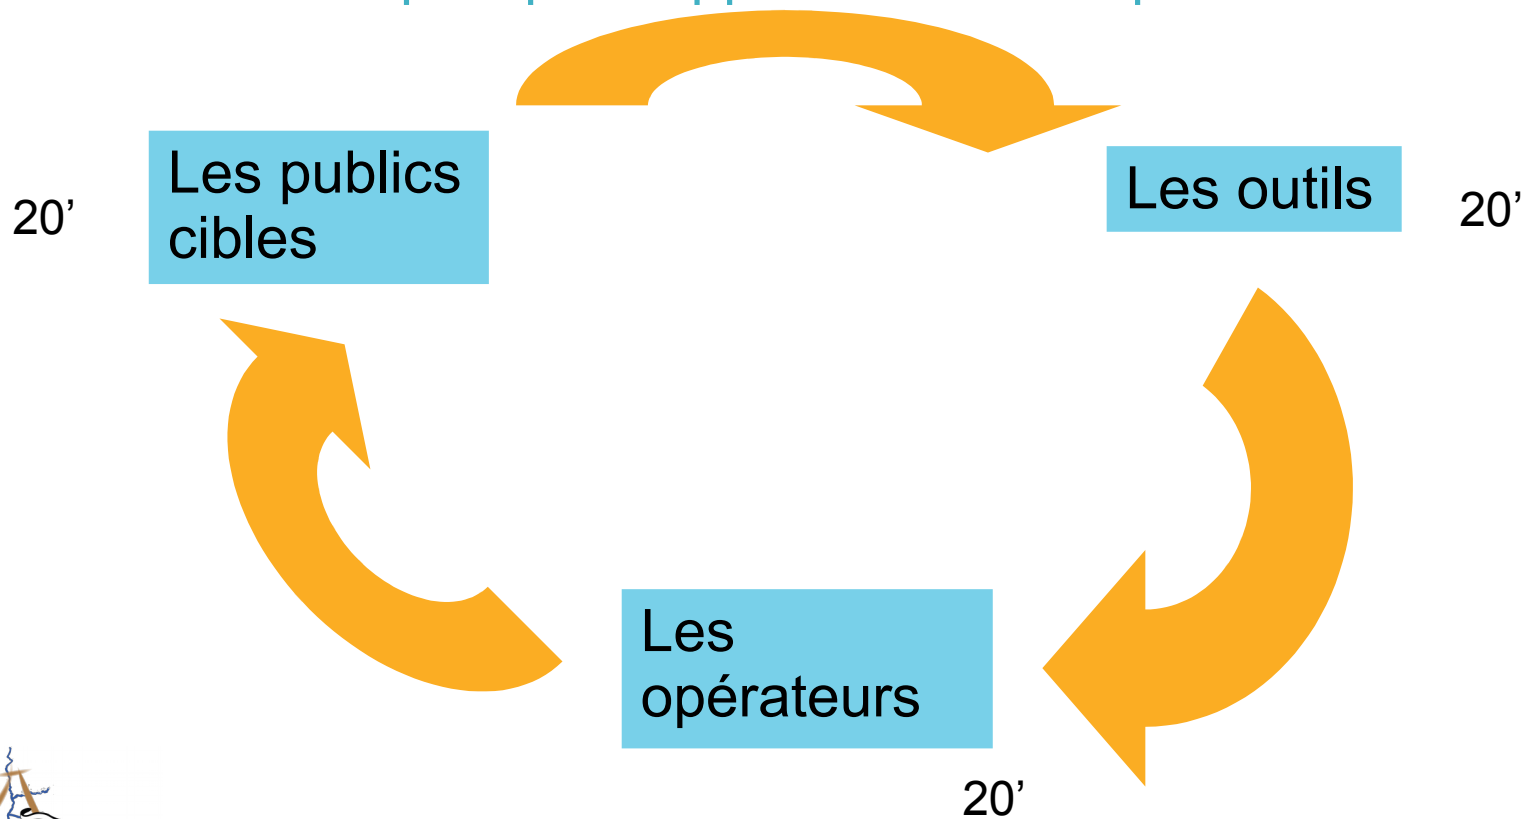 Les publics
cibles
20’
Les outils
20’
Les
opérateurs
20’